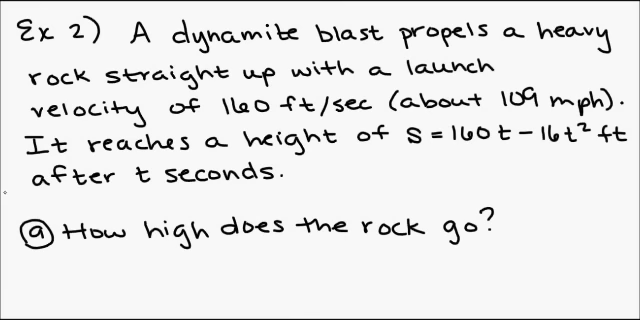 Ex 2) A dynamite blast propels a heavy
rock straight up with a launch
velocity of 160 ft/sec (about 109 mph).
It reaches a height of s = 160t - 16t² ft
after t seconds.
ⓐ How high does the rock go?